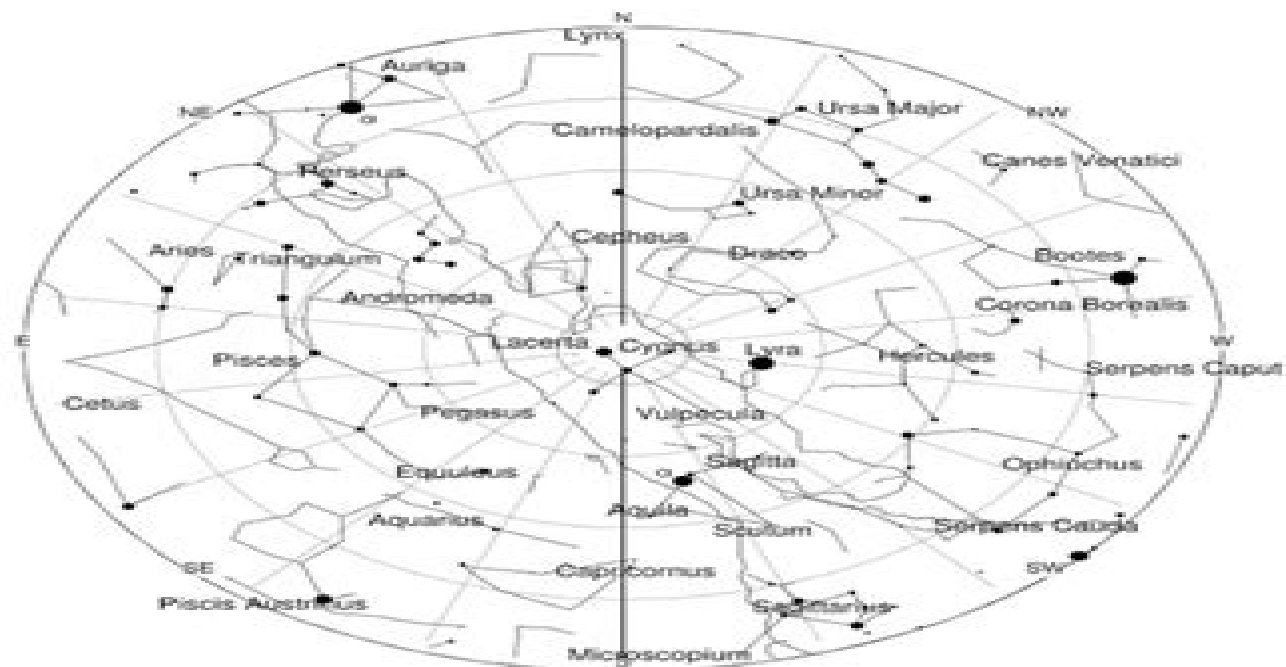 N
Lynx
Auriga
NE
Ursa Major
NW
Camelopardalis
Canes Venatici
Perseus
Ursa Minor
Cepheus
Aries
Triangulum
Draco
Bootes
Andromeda
Corona Borealis
E
Lacerta
Cygnus
Lyra
W
Pisces
Hercules
Serpens Caput
Cetus
Pegasus
Vulpecula
Equuleus
Sagitta
Ophiuchus
Aquila
Aquarius
Scutum
Serpens Cauda
SE
Capricornus
SW
Piscis Austrinus
Sagittarius
Microscopium